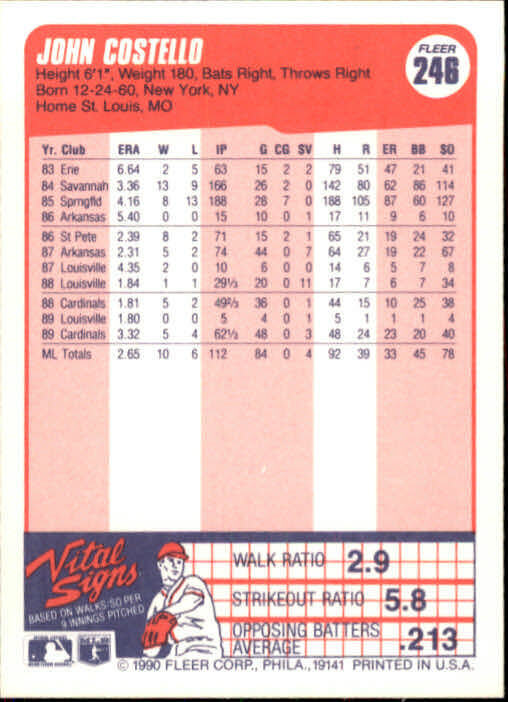 JOHN COSTELLO
FLEER
246
Height 6'1", Weight 180, Bats Right, Throws Right
Born 12-24-60, New York, NY
Home St. Louis, MO
Yr. Club ERA W L IP G CG SV H R ER BB SO
83 Erie 6.64 2 5 63 15 2 2 79 51 47 21 41
84 Savannah 3.36 13 9 166 26 2 0 142 80 62 86 114
85 Sprngfld 4.16 8 13 188 28 7 0 188 105 87 60 127
86 Arkansas 5.40 0 0 15 10 0 1 17 11 9 6 10
86 St Pete 2.39 8 2 71 15 2 1 65 21 19 24 32
87 Arkansas 2.31 5 2 74 44 0 7 64 27 19 22 67
87 Louisville 4.35 2 0 10 6 0 0 14 6 5 7 8
88 Louisville 1.84 1 1 29⅓ 20 0 11 17 7 6 7 34
88 Cardinals 1.81 5 2 49⅔ 36 0 1 44 15 10 25 38
89 Louisville 1.80 0 0 5 4 0 1 5 1 1 1 4
89 Cardinals 3.32 5 4 62⅓ 48 0 3 48 24 23 20 40
ML Totals 2.65 10 6 112 84 0 4 92 39 33 45 78
Vital Signs
BASED ON WALKS/SO PER
9 INNINGS PITCHED
WALK RATIO 2.9
STRIKEOUT RATIO 5.8
OPPOSING BATTERS
AVERAGE .213
© 1990 FLEER CORP., PHILA., 19141 PRINTED IN U.S.A.